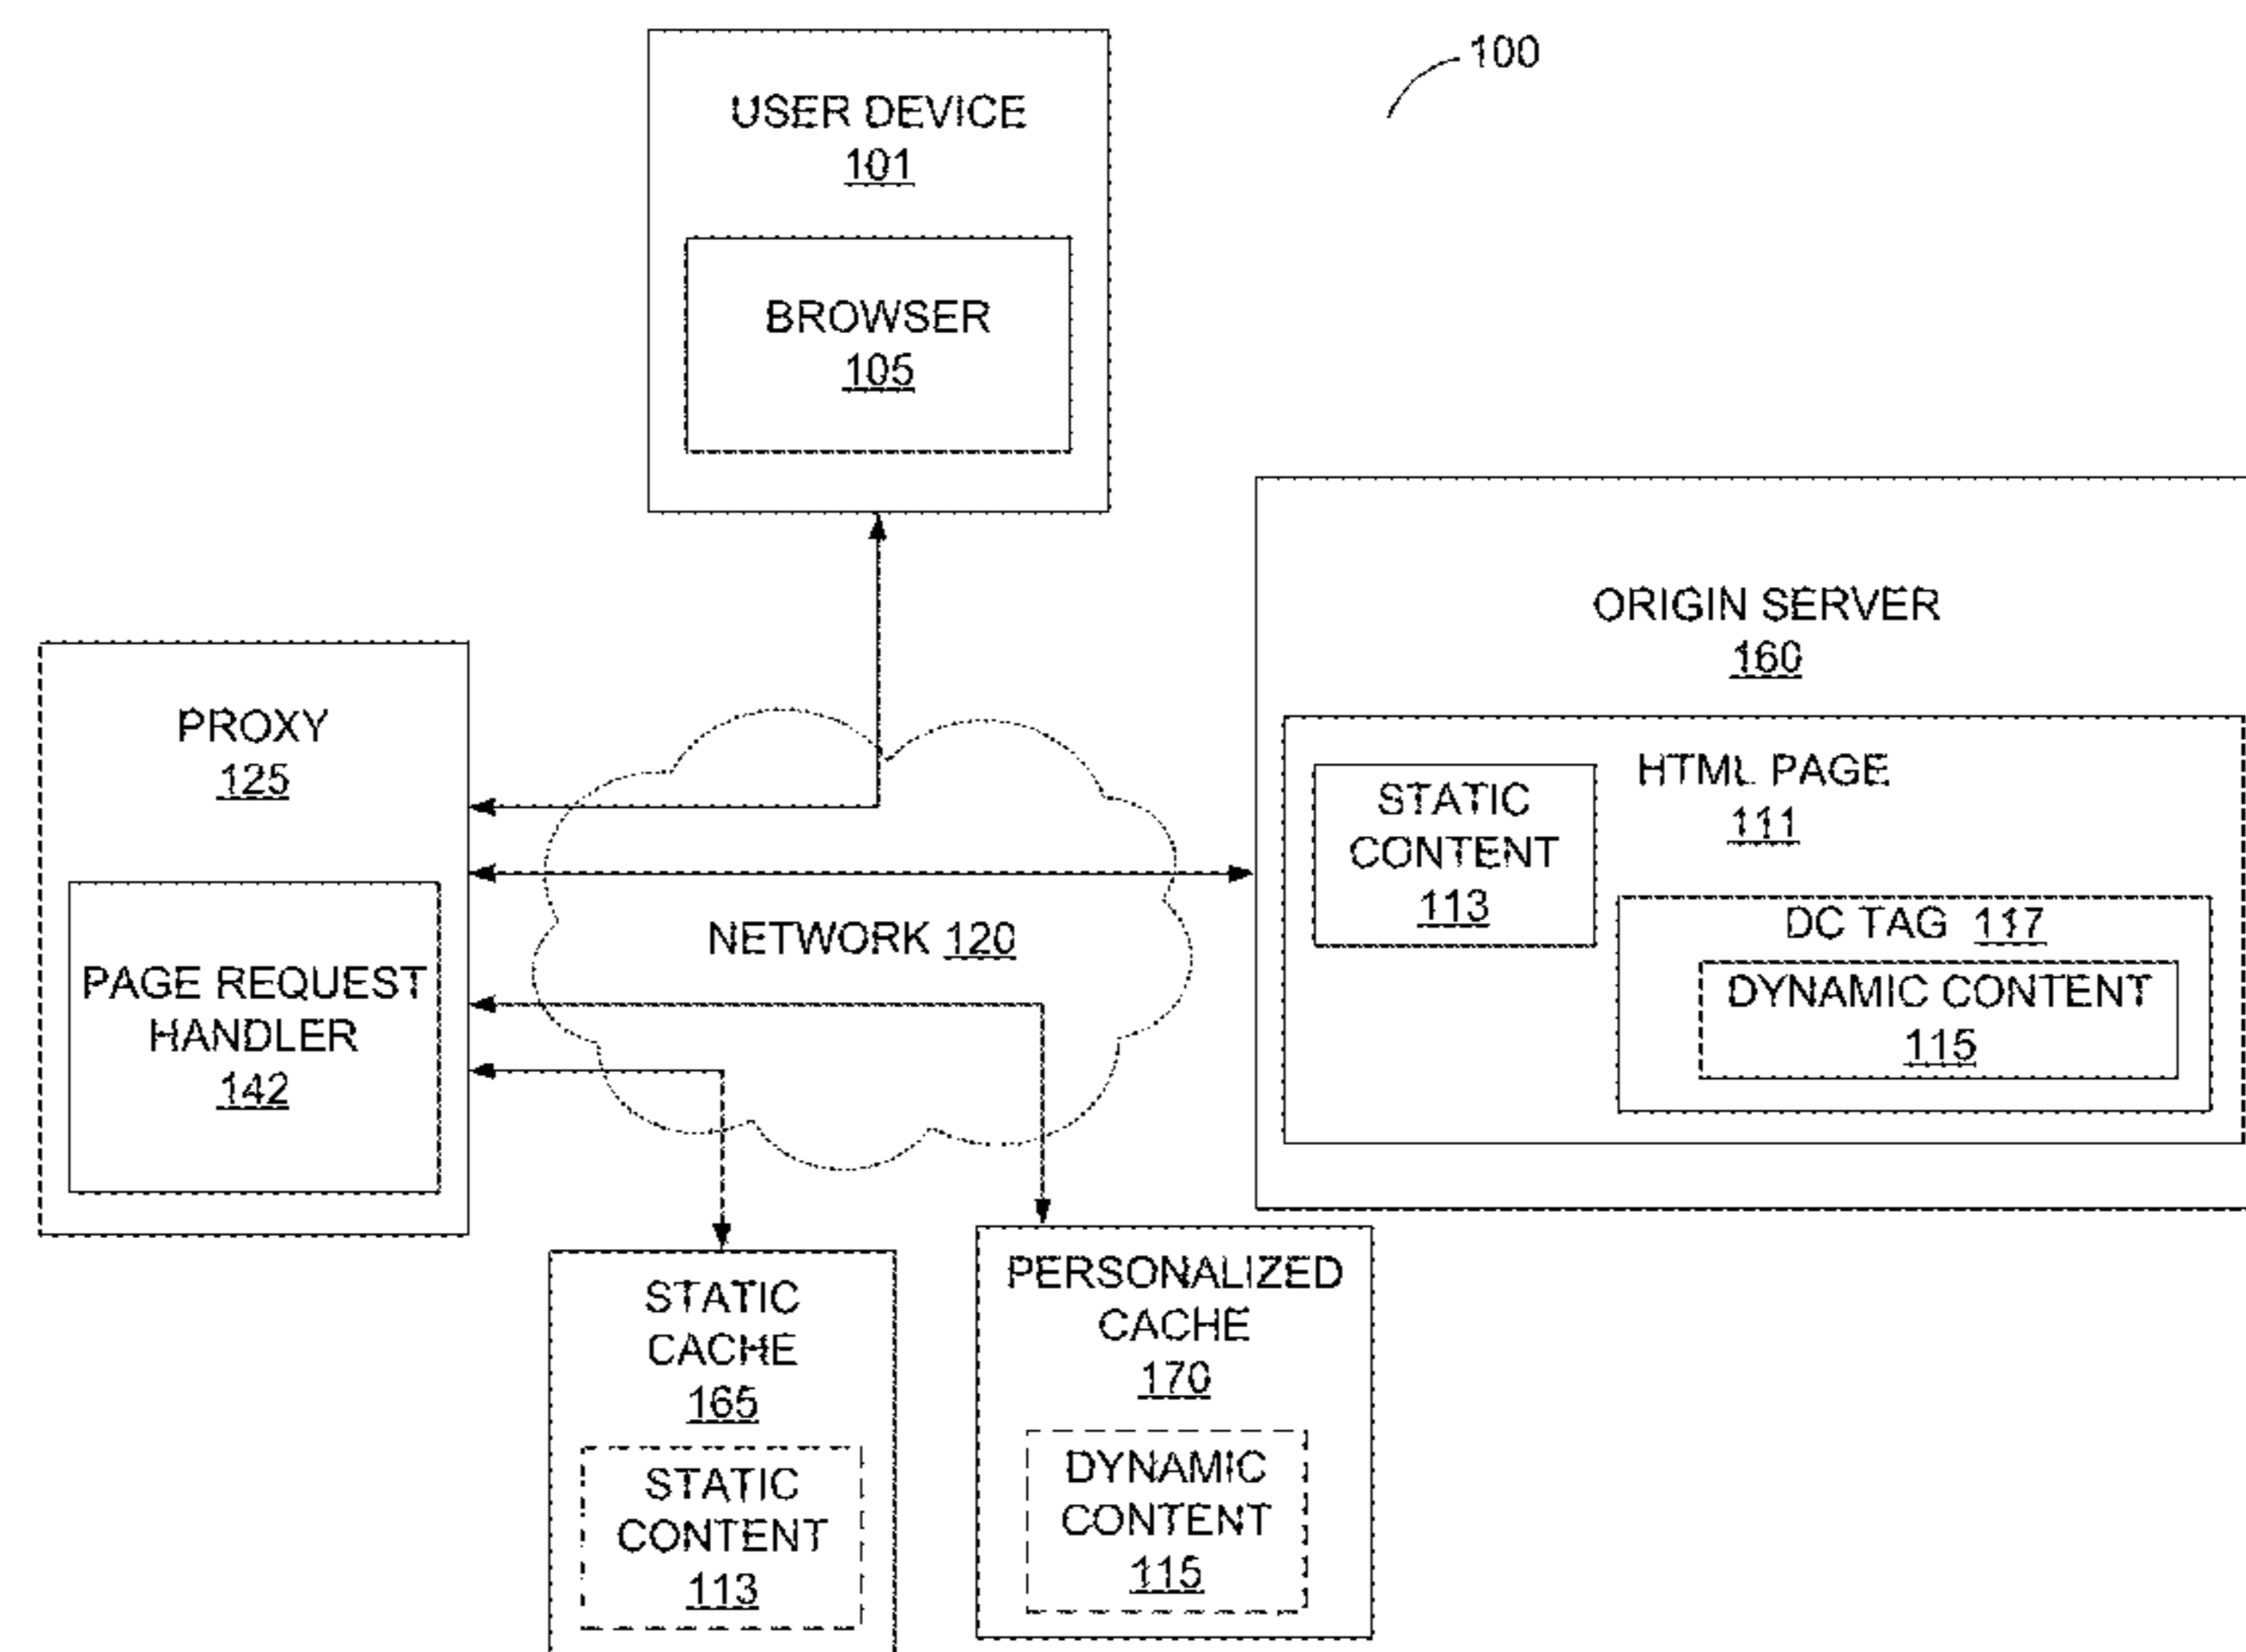 100
USER DEVICE
101
BROWSER
105
ORIGIN SERVER
160
PROXY
125
HTML PAGE
111
STATIC
CONTENT
113
DC TAG 117
DYNAMIC CONTENT
115
NETWORK 120
PAGE REQUEST
HANDLER
142
STATIC
CACHE
165
STATIC
CONTENT
113
PERSONALIZED
CACHE
170
DYNAMIC
CONTENT
115